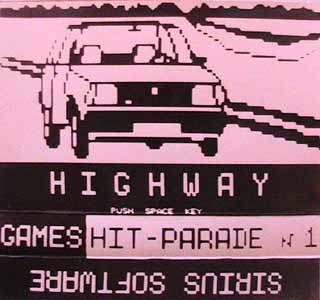 HIGHWAY
PUSH SPACE KEY
GAMES HIT-PARADE N 1
SIRIUS SOFTWARE